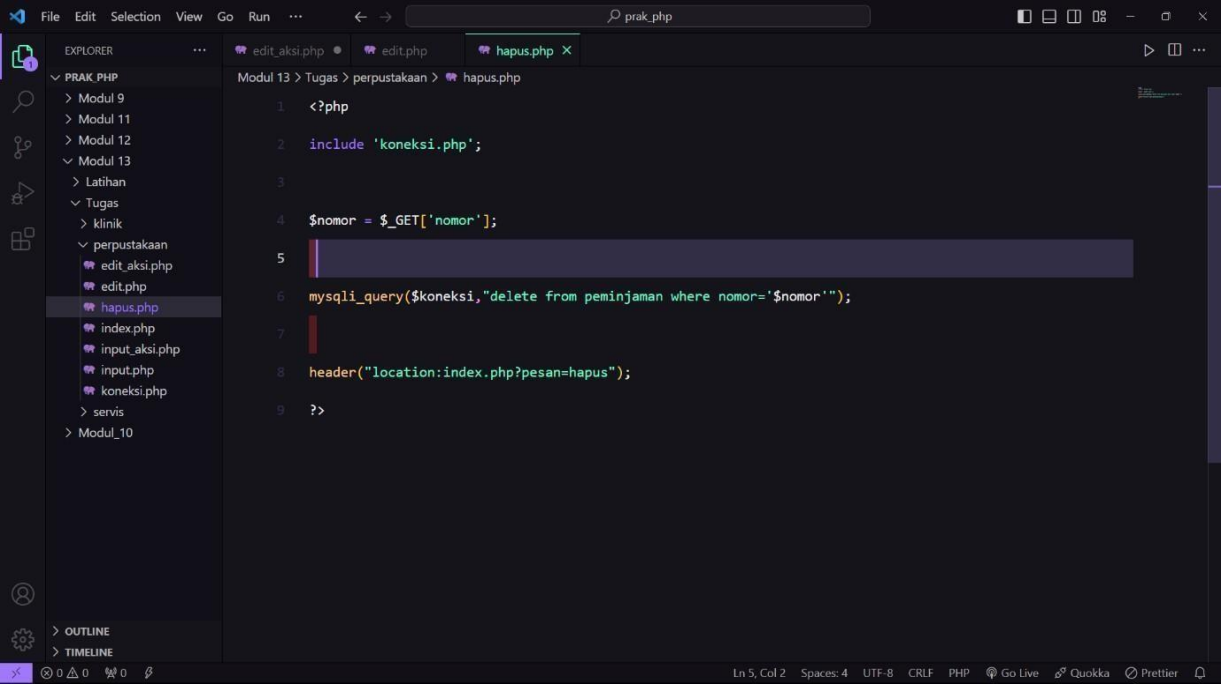 File Edit Selection View Go Run ···
prak_php
EXPLORER ···
PRAK_PHP
Modul 9
Modul 11
Modul 12
Modul 13
Latihan
Tugas
klinik
perpustakaan
edit_aksi.php
edit.php
hapus.php
index.php
input_aksi.php
input.php
koneksi.php
servis
Modul_10
OUTLINE
TIMELINE
edit_aksi.php edit.php hapus.php
Modul 13 > Tugas > perpustakaan > hapus.php
1 <?php
2 include 'koneksi.php';
3
4 $nomor = $_GET['nomor'];
5
6 mysqli_query($koneksi,"delete from peminjaman where nomor='$nomor'");
7
8 header("location:index.php?pesan=hapus");
9 ?>
1
0 0 0 Ln 5, Col 2 Spaces: 4 UTF-8 CRLF PHP Go Live Quokka Prettier